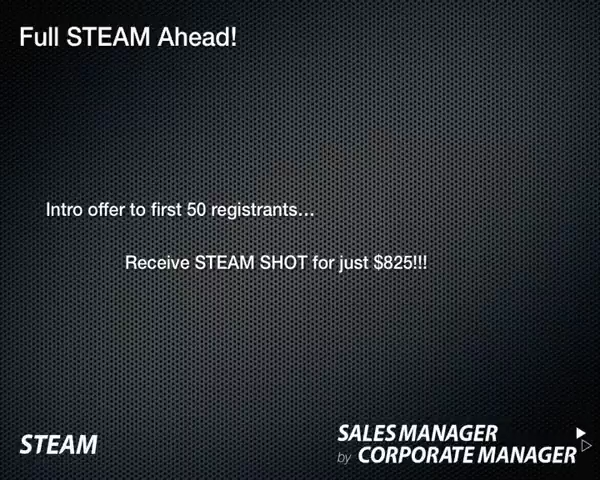 Full STEAM Ahead!
Intro offer to first 50 registrants...
Receive STEAM SHOT for just $825!!!
STEAM
SALES MANAGER
by CORPORATE MANAGER